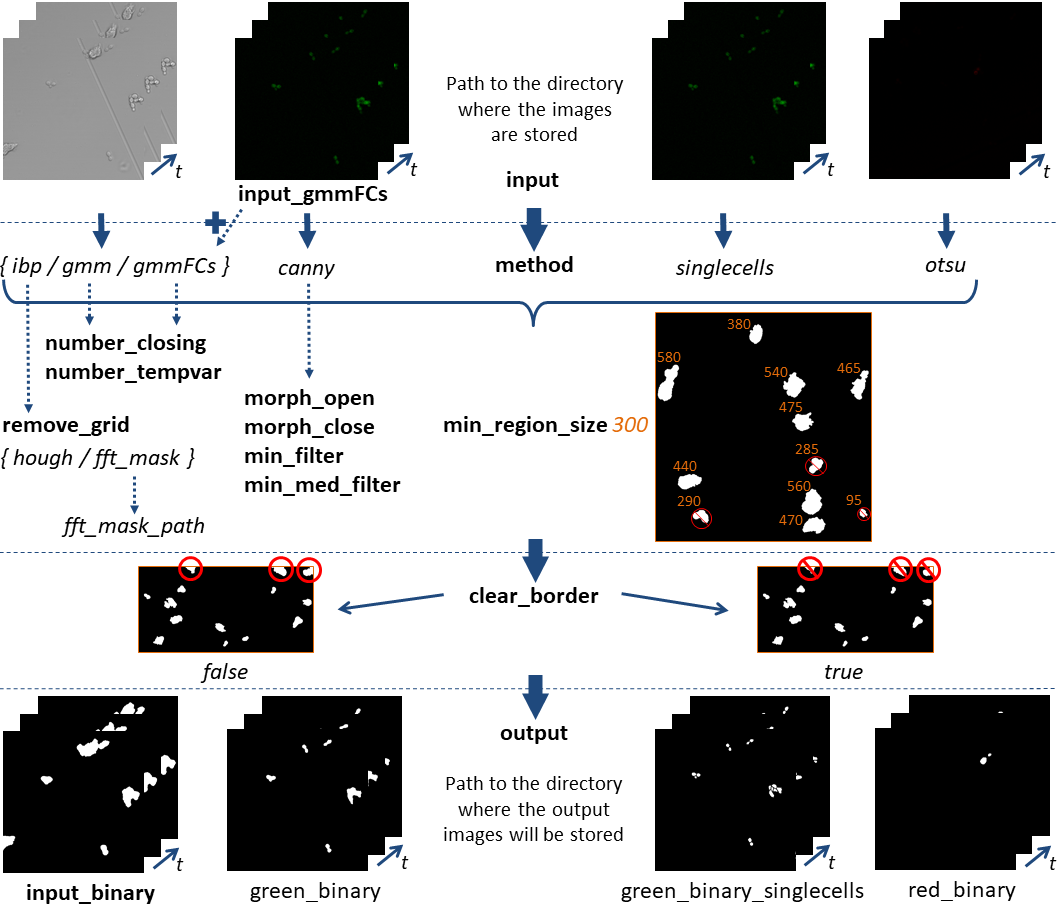 t
t
Path to the directory
where the images
are stored
t
t
input_gmmFCs
input
{ ibp / gmm / gmmFCs }
canny
method
singlecells
otsu
number_closing
number_tempvar
remove_grid
{ hough / fft_mask }
fft_mask_path
morph_open
morph_close
min_filter
min_med_filter
min_region_size 300
380
580
540
465
475
285
440
560
290
95
470
clear_border
false
true
output
Path to the directory
where the output
images will be stored
t
t
t
t
input_binary
green_binary
green_binary_singlecells
red_binary